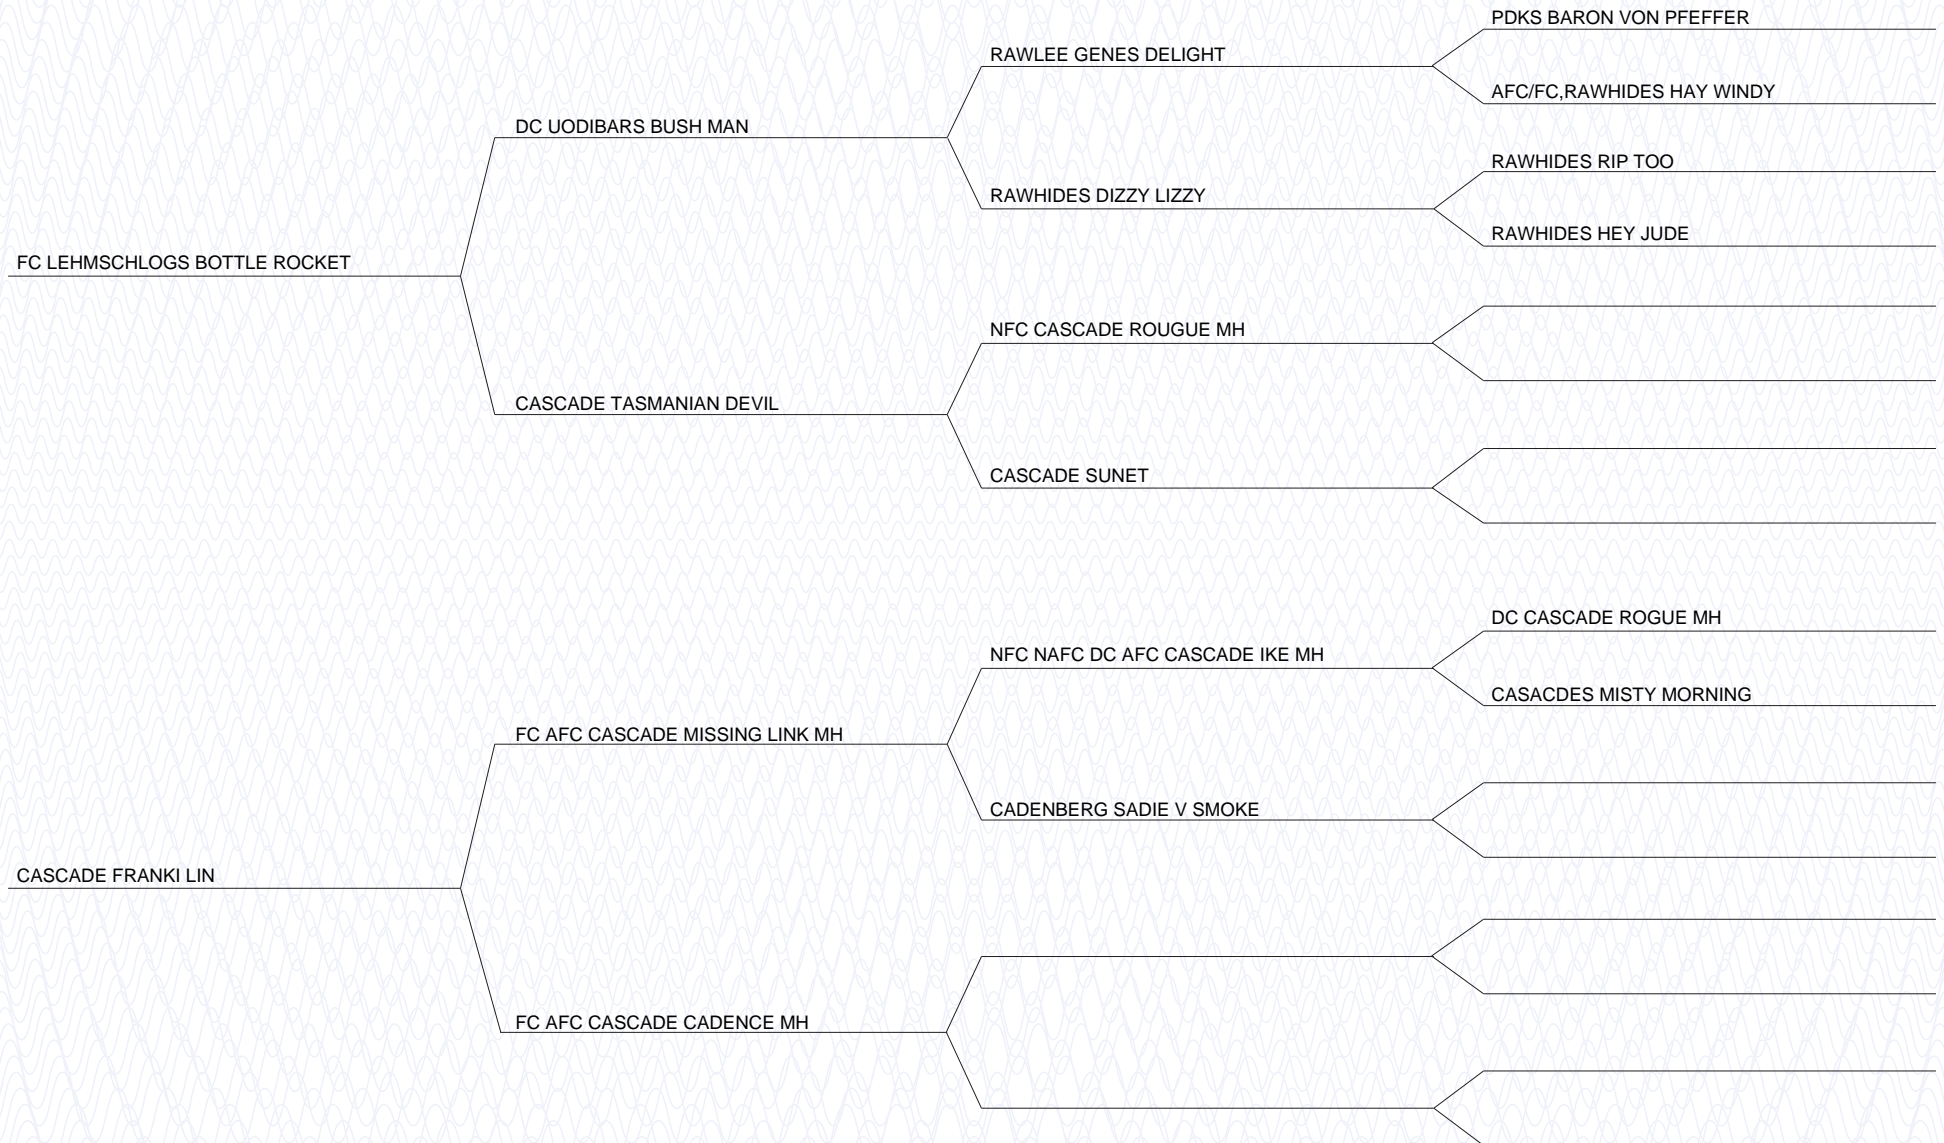 PDKS BARON VON PFEFFER
RAWLEE GENES DELIGHT
AFC/FC,RAWHIDES HAY WINDY
DC UODIBARS BUSH MAN
RAWHIDES RIP TOO
RAWHIDES DIZZY LIZZY
RAWHIDES HEY JUDE
FC LEHMSCHLOGS BOTTLE ROCKET
NFC CASCADE ROUGUE MH
CASCADE TASMANIAN DEVIL
CASCADE SUNET
DC CASCADE ROGUE MH
NFC NAFC DC AFC CASCADE IKE MH
CASACDES MISTY MORNING
FC AFC CASCADE MISSING LINK MH
CADENBERG SADIE V SMOKE
CASCADE FRANKI LIN
FC AFC CASCADE CADENCE MH